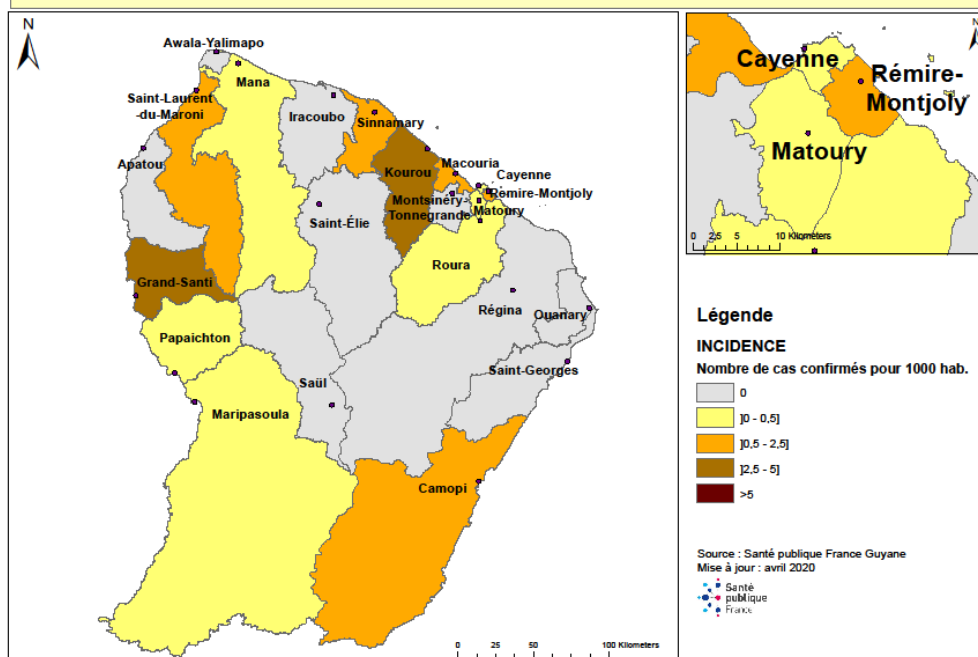 N
Awala-Yalimapo
Mana
Saint-Laurent
-du-Maroni
Iracoubo
Sinnamary
Apatou
Kourou
Macouria
Cayenne
Rémire-Montjoly
Montsinéry-
Tonnegrande
Matoury
Saint-Élie
Roura
Grand-Santi
Régina
Ouanary
Papaichton
Saint-Georges
Saül
Maripasoula
Camopi
0 25 50 100 Kilometers
N
Cayenne
Rémire-
Montjoly
Matoury
0 2,5 5 10 Kilometers
Légende
INCIDENCE
Nombre de cas confirmés pour 1000 hab.
0
]0 - 0,5]
]0,5 - 2,5]
]2,5 - 5]
>5
Source : Santé publique France Guyane
Mise à jour : avril 2020
Santé
publique
France